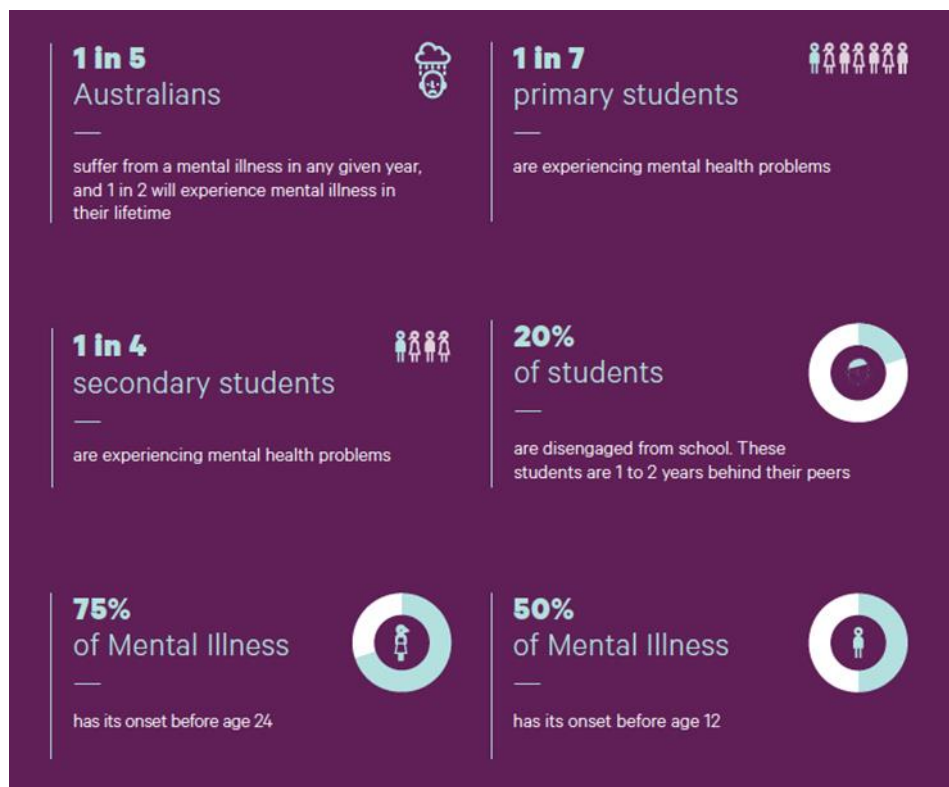 1 in 5
Australians
suffer from a mental illness in any given year,
and 1 in 2 will experience mental illness in
their lifetime
1 in 7
primary students
are experiencing mental health problems
1 in 4
secondary students
are experiencing mental health problems
20%
of students
are disengaged from school. These
students are 1 to 2 years behind their peers
75%
of Mental Illness
has its onset before age 24
50%
of Mental Illness
has its onset before age 12